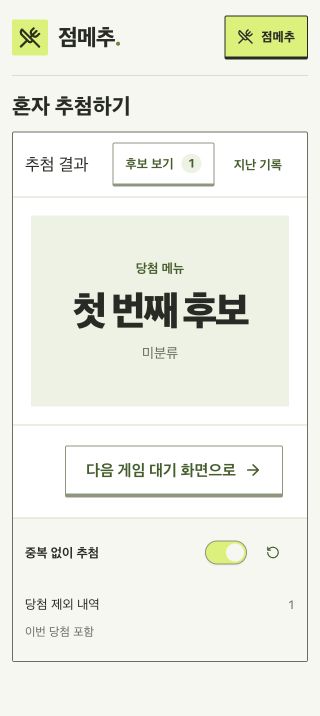 점메추.
점메추
혼자 추첨하기
추첨 결과
후보 보기 1
지난 기록
당첨 메뉴
첫 번째 후보
미분류
다음 게임 대기 화면으로 →
중복 없이 추첨
당첨 제외 내역 1
이번 당첨 포함